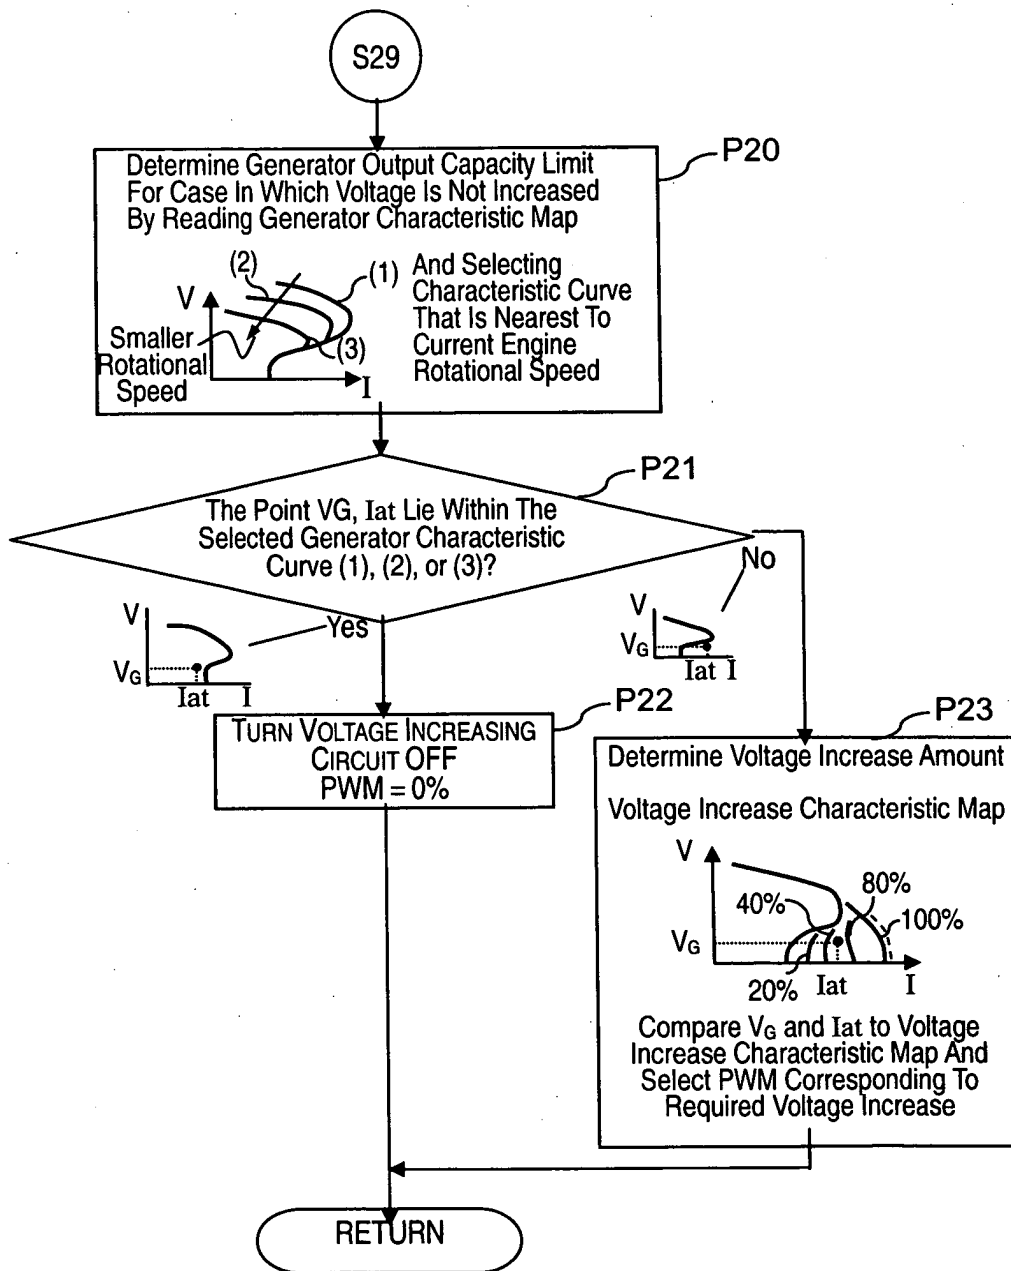 S29
P20
Determine Generator Output Capacity Limit
For Case In Which Voltage Is Not Increased
By Reading Generator Characteristic Map
(2)
(1)
V
Smaller
Rotational
Speed
(3)
I
And Selecting
Characteristic Curve
That Is Nearest To
Current Engine
Rotational Speed
P21
The Point VG, Iat Lie Within The
Selected Generator Characteristic
Curve (1), (2), or (3)?
No
Yes
V
VG
Iat I
V
VG
Iat I
P22
TURN VOLTAGE INCREASING
CIRCUIT OFF
PWM = 0%
P23
Determine Voltage Increase Amount
Voltage Increase Characteristic Map
V
80%
40%
100%
VG
20% Iat I
Compare VG and Iat to Voltage
Increase Characteristic Map And
Select PWM Corresponding To
Required Voltage Increase
RETURN